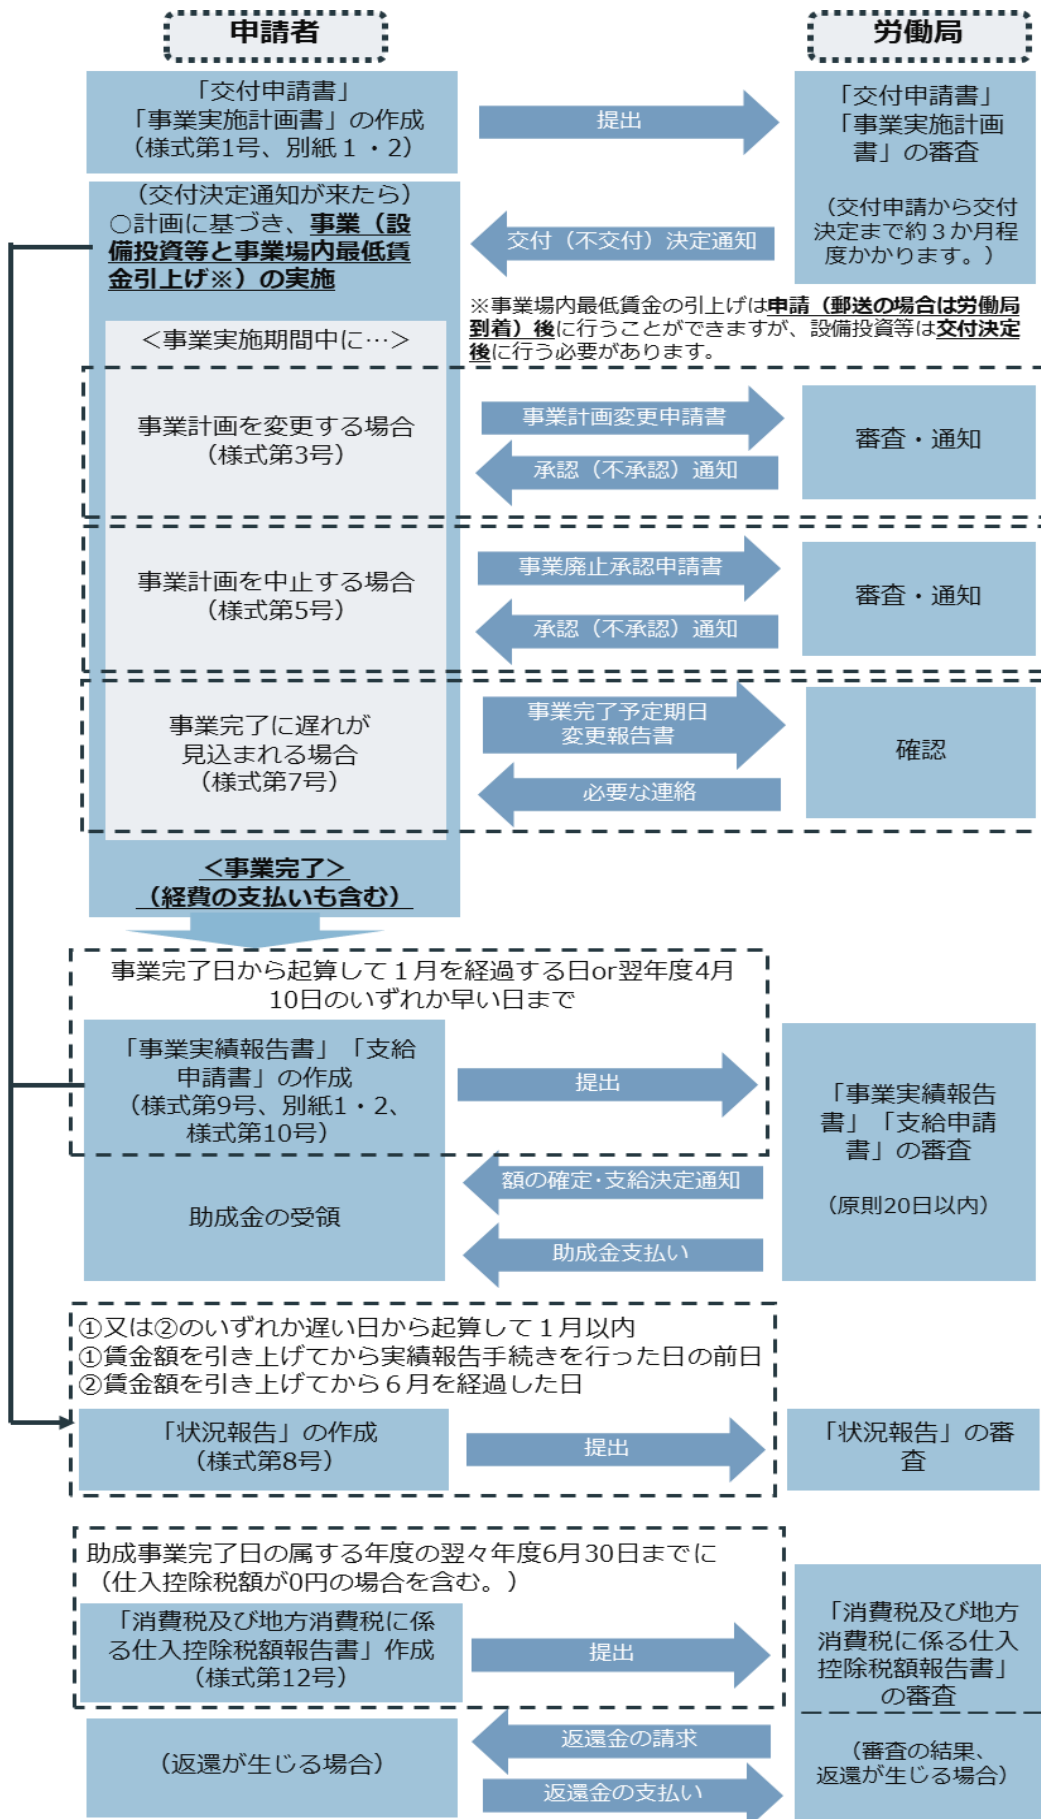 申請者
労働局
「交付申請書」
「事業実施計画書」の作成
（様式第1号、別紙１・2）
提出
「交付申請書」
「事業実施計画
書」の審査
（交付申請から交付
決定まで約３か月程
度かかります。）
（交付決定通知が来たら）
○計画に基づき、事業（設
備投資等と事業場内最低賃
金引上げ※）の実施
交付（不交付）決定通知
※事業場内最低賃金の引上げは申請（郵送の場合は労働局
到着）後に行うことができますが、設備投資等は交付決定
後に行う必要があります。
＜事業実施期間中に…＞
事業計画を変更する場合
（様式第3号）
事業計画変更申請書
承認（不承認）通知
審査・通知
事業計画を中止する場合
（様式第5号）
事業廃止承認申請書
承認（不承認）通知
審査・通知
事業完了に遅れが
見込まれる場合
（様式第7号）
事業完了予定期日
変更報告書
必要な連絡
確認
＜事業完了＞
（経費の支払いも含む）
事業完了日から起算して１月を経過する日or翌年度4月
10日のいずれか早い日まで
「事業実績報告書」「支給
申請書」の作成
（様式第9号、別紙1・2、
様式第10号）
提出
「事業実績報告
書」「支給申請
書」の審査
（原則20日以内）
額の確定・支給決定通知
助成金の受領
助成金支払い
①又は②のいずれか遅い日から起算して１月以内
①賃金額を引き上げてから実績報告手続きを行った日の前日
②賃金額を引き上げてから６月を経過した日
「状況報告」の作成
（様式第8号）
提出
「状況報告」の審
査
助成事業完了日の属する年度の翌々年度6月30日までに
（仕入控除税額が0円の場合を含む。）
「消費税及び地方消費税に係
る仕入控除税額報告書」作成
（様式第12号）
提出
「消費税及び地方
消費税に係る仕入
控除税額報告書」
の審査
（返還が生じる場合）
返還金の請求
返還金の支払い
（審査の結果、
返還が生じる場合）